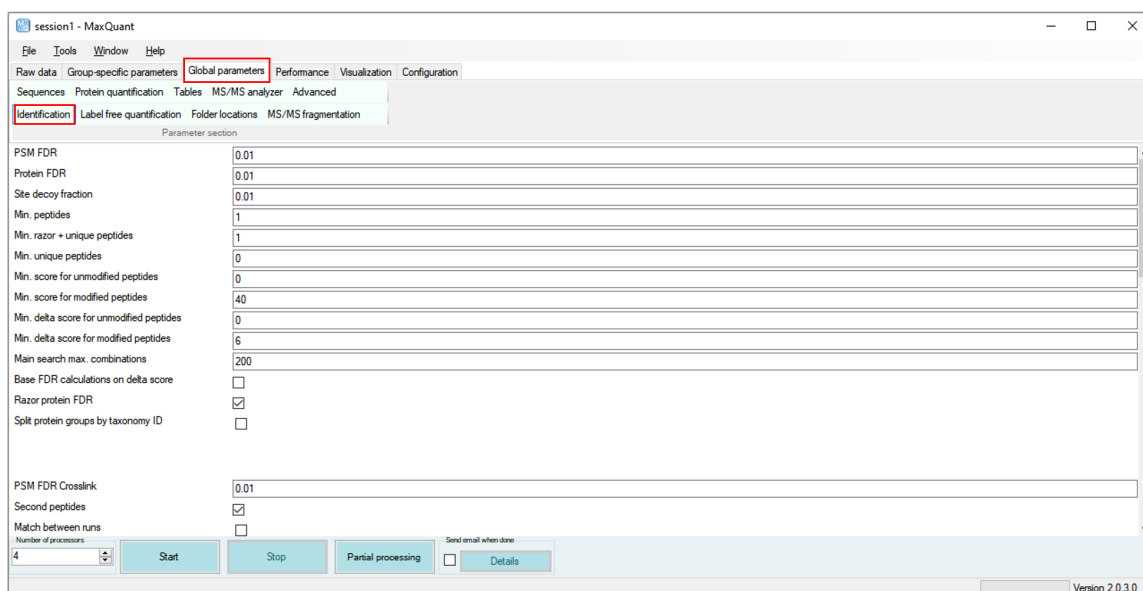 session1 - MaxQuant
File Tools Window Help
Raw data Group-specific parameters Global parameters Performance Visualization Configuration
Sequences Protein quantification Tables MS/MS analyzer Advanced
Identification Label free quantification Folder locations MS/MS fragmentation
Parameter section
PSM FDR 0.01
Protein FDR 0.01
Site decoy fraction 0.01
Min. peptides 1
Min. razor + unique peptides 1
Min. unique peptides 0
Min. score for unmodified peptides 0
Min. score for modified peptides 40
Min. delta score for unmodified peptides 0
Min. delta score for modified peptides 6
Main search max. combinations 200
Base FDR calculations on delta score
Razor protein FDR
Split protein groups by taxonomy ID
PSM FDR Crosslink 0.01
Second peptides
Match between runs
Number of processors Send email when done
4 Start Stop Partial processing Details
Version 2.0.3.0